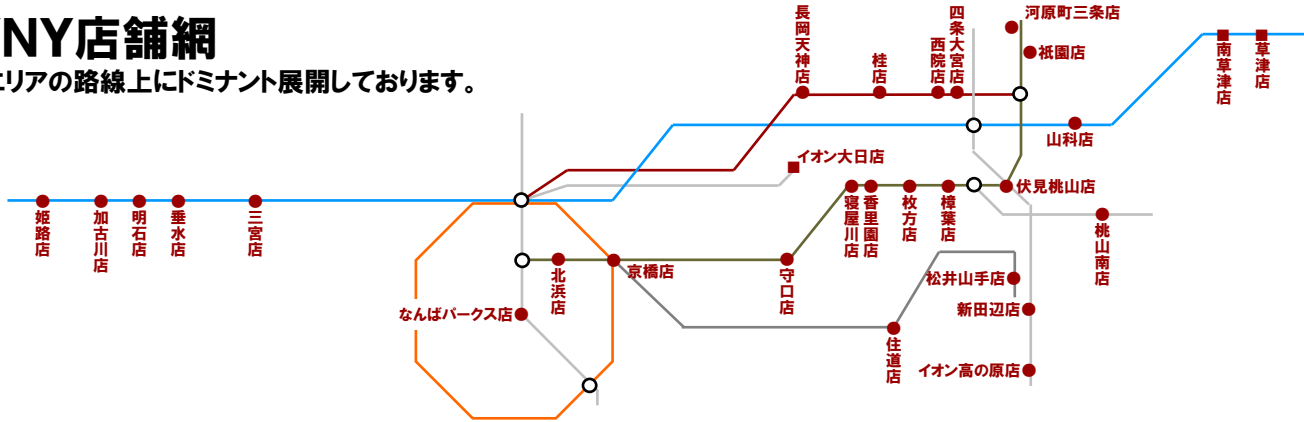 NY店舗網
エリアの路線上にドミナント展開しております。
長岡天神店
桂店
西院店
四条大宮店
河原町三条店
祇園店
南草津店
草津店
山科店
イオン大日店
伏見桃山店
姫路店
加古川店
明石店
垂水店
三宮店
寝屋川店
香里園店
枚方店
樟葉店
桃山南店
北浜店
京橋店
守口店
松井山手店
なんばパークス店
新田辺店
住道店
イオン高の原店